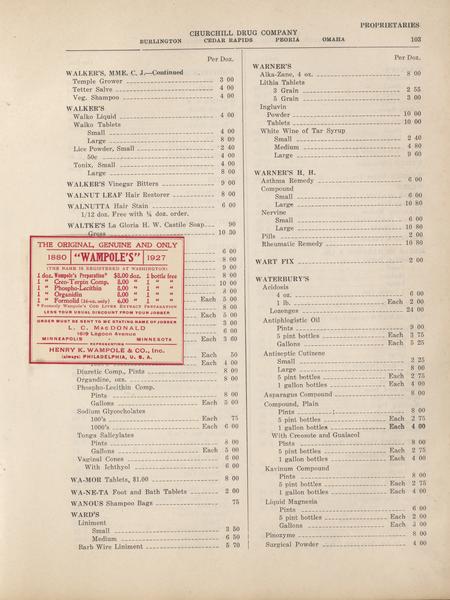 PROPRIETARIES
CHURCHILL DRUG COMPANY
BURLINGTON CEDAR RAPIDS PEORIA OMAHA 103
Per Doz.
WALKER'S, MME. C. J.—Continued
Temple Grower 3 00
Tetter Salve 4 00
Veg. Shampoo 4 00
WALKER'S
Walko Liquid 4 00
Walko Tablets
Small 4 00
Large 8 00
Lice Powder, Small 2 40
50c 4 00
Tonix, Small 4 00
Large 8 00
WALKER'S Vinegar Bitters 9 00
WALNUT LEAF Hair Restorer 8 00
WALNUTTA Hair Stain 6 00
1/12 doz. Free with ¼ doz. order.
WALTKE'S La Gloria H. W. Castile Soap 90
Gross 10 30
THE ORIGINAL, GENUINE AND ONLY
1880 "WAMPOLE'S" 1927
(THE NAME IS REGISTERED AT WASHINGTON)
1 doz. Wampole's Preparation* $8.00 doz. 1 bottle free
1 " Creo-Terpin Comp. 8.00 " 1 " "
1 " Phospho-Lecithin 8.00 " 1 " "
1 " Organidin 8.00 " 1 " "
1 " Formolid (16-oz. only) 6.00 " 1 " "
* Formerly Wampole's Cod Liver Extract Preparation
LESS YOUR USUAL DISCOUNT FROM YOUR JOBBER
ORDER MUST BE SENT TO ME STATING NAME OF JOBBER
L. C. MacDONALD
1619 Lagoon Avenue
MINNEAPOLIS MINNESOTA
REPRESENTING
HENRY K. WAMPOLE & CO., Inc.
(always) PHILADELPHIA, U. S. A.
6 00
8 00
9 00
8 00
10 00
3 00
Each 5 00
8 00
Each 5 00
3 00
6 00
Each 3 60
Each 50
Each 4 00
Diuretic Comp., Pints 8 00
Organdine, ozs. 8 00
Phospho-Lecithin Comp.
Pints 8 00
Gallons Each 5 00
Sodium Glycocholates
100's Each 75
1000's Each 6 00
Tonga Salicylates
Pints 8 00
Gallons Each 5 00
Vaginal Cones 6 00
With Ichthyol 6 00
WA-MOR Tablets, $1.00 8 00
WA-NE-TA Foot and Bath Tablets 2 00
WANOUS Shampoo Bags 75
WARD'S
Liniment
Small 3 50
Medium 6 50
Barb Wire Liniment 5 70
Per Doz.
WARNER'S
Alka-Zane, 4 oz. 8 00
Lithia Tablets
3 Grain 2 55
5 Grain 3 00
Ingluvin
Powder 10 00
Tablets 10 00
White Wine of Tar Syrup
Small 2 40
Medium 4 80
Large 9 60
WARNER'S H. H.
Asthma Remedy 6 00
Compound
Small 6 00
Large 10 80
Nervine
Small 6 00
Large 10 80
Pills 2 00
Rheumatic Remedy 10 80
WART FIX 2 00
WATERBURY'S
Acidosis
4 oz. 6 00
1 lb. Each 2 00
Lozenges 24 00
Antiphlogistic Oil
Pints 9 00
5 pint bottles Each 3 75
Gallons Each 5 25
Antiseptic Cutizene
Small 2 25
Large 8 00
5 pint bottles Each 2 75
1 gallon bottles Each 4 00
Asparagus Compound 8 00
Compound, Plain
Pints 8 00
5 pint bottles Each 2 75
1 gallon bottles Each 4 00
With Creosote and Guaiacol
Pints 8 00
5 pint bottles Each 2 75
1 gallon bottles Each 4 00
Kavinum Compound
Pints 8 00
5 pint bottles Each 2 75
1 gallon bottles Each 4 00
Liquid Magnesia
Pints 6 00
5 pint bottles Each 2 00
Gallons Each 3 00
Pinozyme 8 00
Surgical Powder 4 00